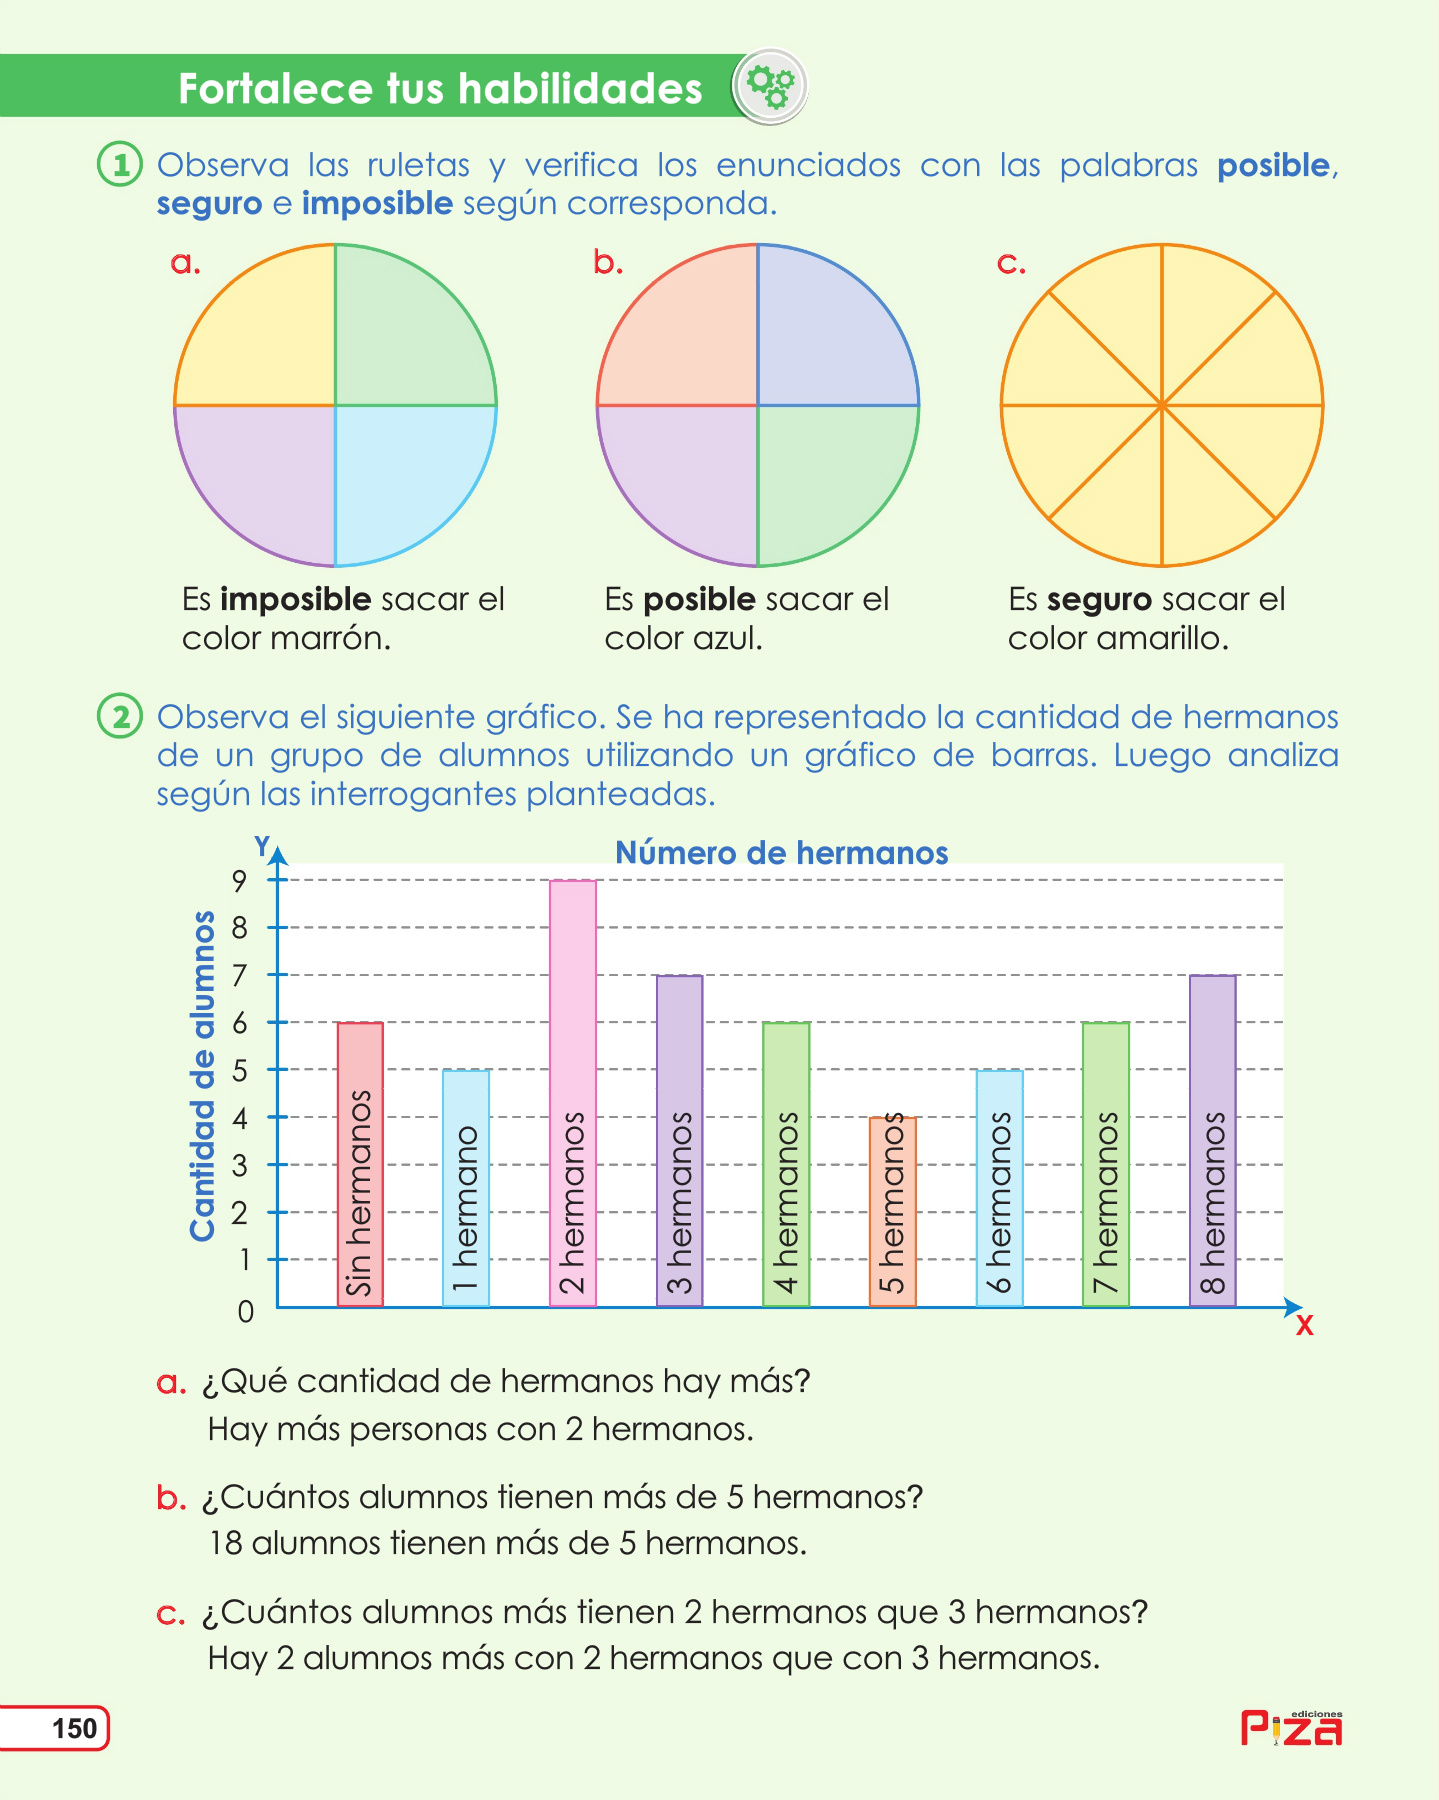 Fortalece tus habilidades
1 Observa las ruletas y verifica los enunciados con las palabras posible,
seguro e imposible según corresponda.
a.
b.
c.
Es imposible sacar el
color marrón.
Es posible sacar el
color azul.
Es seguro sacar el
color amarillo.
2 Observa el siguiente gráfico. Se ha representado la cantidad de hermanos
de un grupo de alumnos utilizando un gráfico de barras. Luego analiza
según las interrogantes planteadas.
Número de hermanos
Y
Cantidad de alumnos
9
8
7
6
5
4
3
2
1
0
Sin hermanos
1 hermano
2 hermanos
3 hermanos
4 hermanos
5 hermanos
6 hermanos
7 hermanos
8 hermanos
X
a. ¿Qué cantidad de hermanos hay más?
Hay más personas con 2 hermanos.
b. ¿Cuántos alumnos tienen más de 5 hermanos?
18 alumnos tienen más de 5 hermanos.
c. ¿Cuántos alumnos más tienen 2 hermanos que 3 hermanos?
Hay 2 alumnos más con 2 hermanos que con 3 hermanos.
150
ediciones
Piza